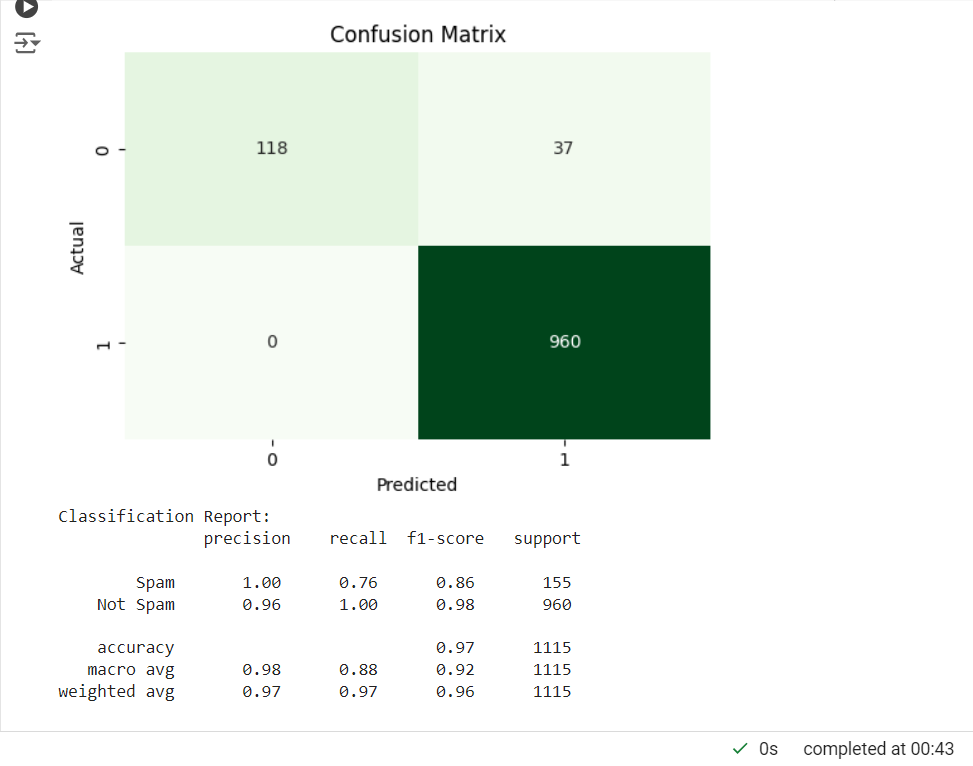 Confusion Matrix
0
118
37
Actual
1
0
960
0
1
Predicted
Classification Report:
precision recall f1-score support
Spam 1.00 0.76 0.86 155
Not Spam 0.96 1.00 0.98 960
accuracy 0.97 1115
macro avg 0.98 0.88 0.92 1115
weighted avg 0.97 0.97 0.96 1115
0s completed at 00:43